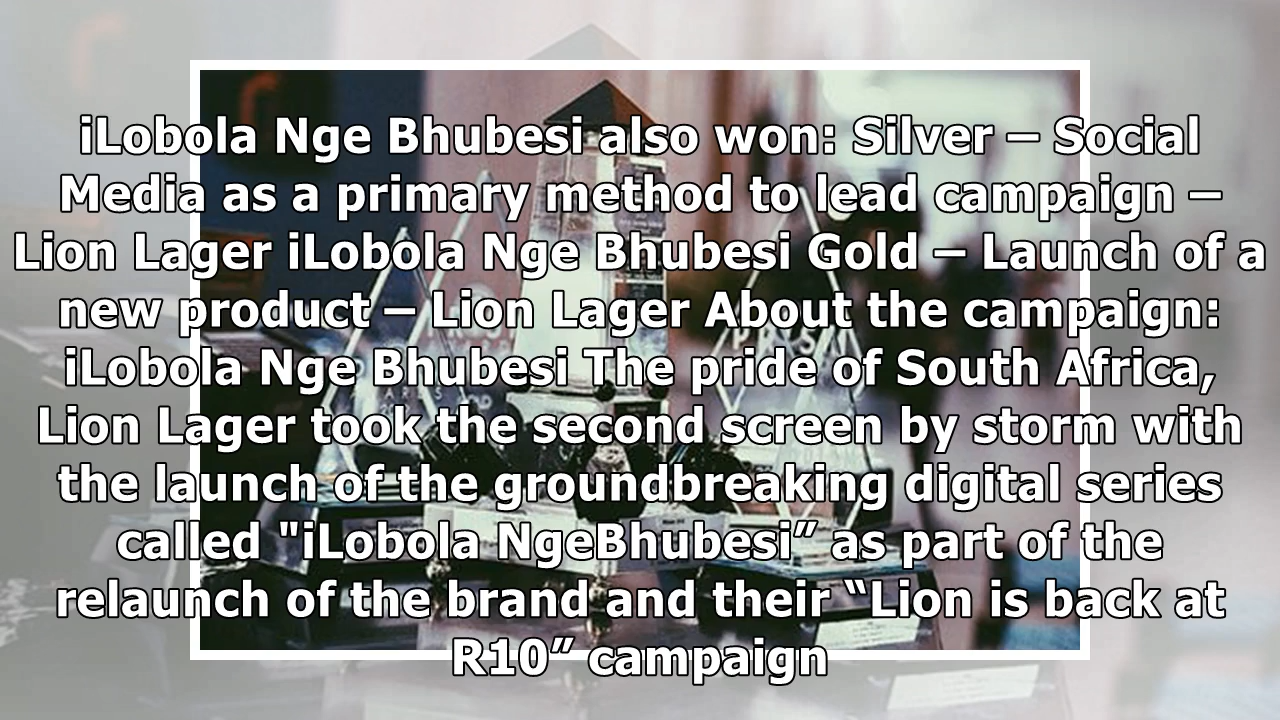 iLobola Nge Bhubesi also won: Silver – Social
Media as a primary method to lead campaign –
Lion Lager iLobola Nge Bhubesi Gold – Launch of a
new product – Lion Lager About the campaign:
iLobola Nge Bhubesi The pride of South Africa,
Lion Lager took the second screen by storm with
the launch of the groundbreaking digital series
called "iLobola NgeBhubesi” as part of the
relaunch of the brand and their “Lion is back at
R10” campaign